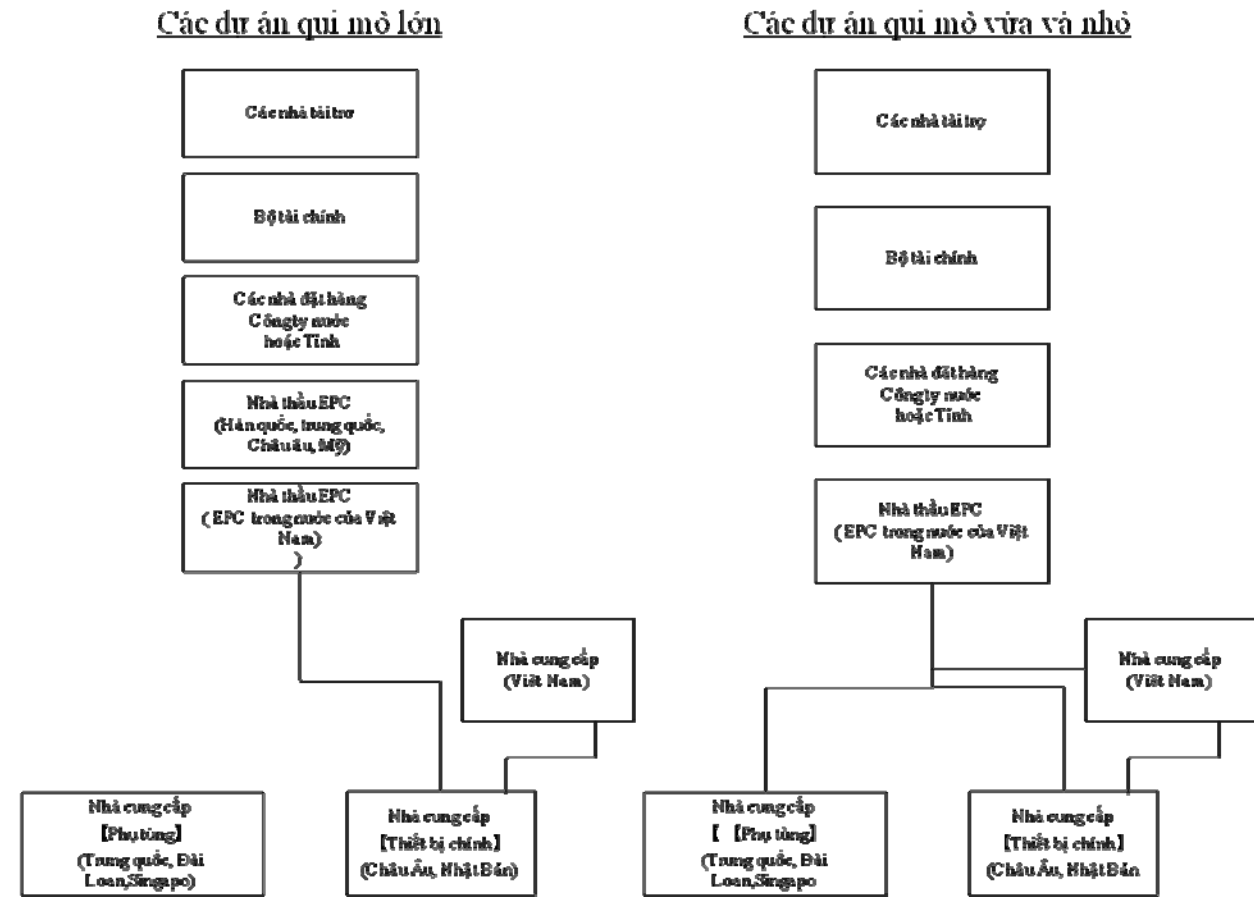 Các dự án qui mô lớn
Các nhà tài trơ
Bộ tài chính
Các nhà đặt hàng
Công ty nước
hoặc Tỉnh
Nhà thầu EPC
(Hàn quốc, trung quốc,
Châu âu, Mỹ)
Nhà thầu EPC
( EPC trong nước của Việt
Nam)
)
Nhà cung cấp
(Việt Nam)
Nhà cung cấp
【Phụ tùng】
(Trung quốc, Đài
Loan,Singapo)
Nhà cung cấp
【Thiết bị chính】
(Châu Âu, Nhật Bản)
Các dự án qui mô vừa và nhỏ
Các nhà tài trợ
Bộ tài chính
Các nhà đăt hàng
Công ty nước
hoặc Tỉnh
Nhà thầu EPC
(EPC trong nước của Việt
Nam)
Nhà cung cấp
(Việt Nam)
Nhà cung cấp
【 【Phụ tùng】
(Trung quốc, Đài
Loan,Singapo
Nhà cung cấp
【Thiết bị chính】
(Châu Âu, Nhật Bản